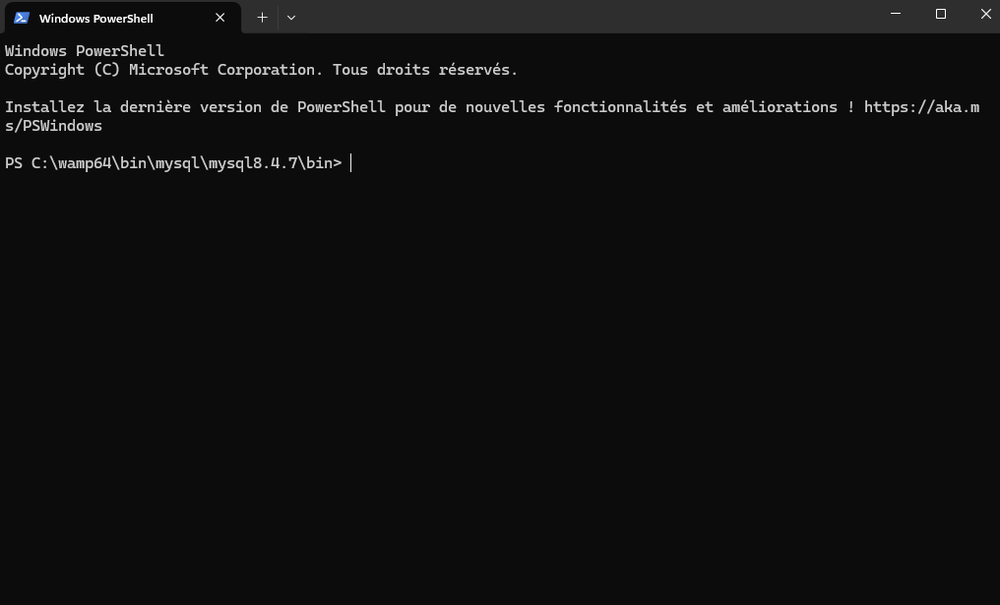 Windows PowerShell
Windows PowerShell
Copyright (C) Microsoft Corporation. Tous droits réservés.
Installez la dernière version de PowerShell pour de nouvelles fonctionnalités et améliorations ! https://aka.m
s/PSWindows
PS C:\wamp64\bin\mysql\mysql8.4.7\bin>